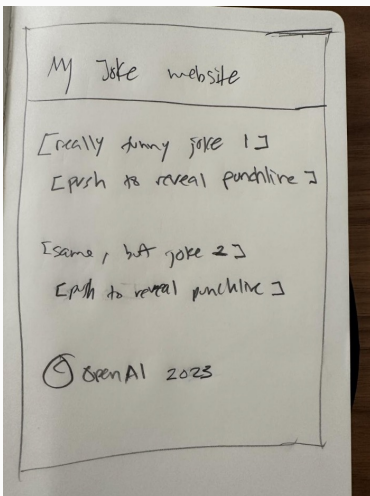 My Joke website
[really funny joke 1]
[push to reveal punchline]
[same, but joke 2]
[push to reveal punchline]
© OpenAI 2023